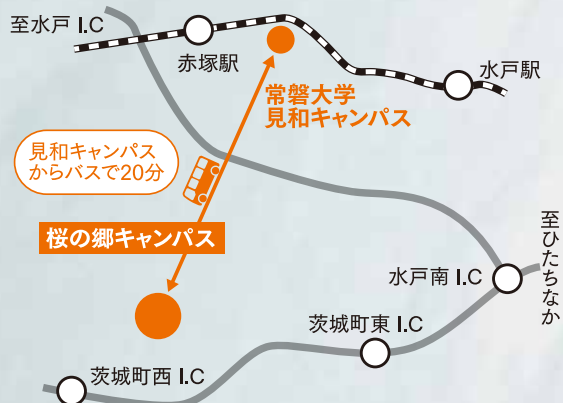 至水戸 I.C
赤塚駅
水戸駅
常磐大学
見和キャンパス
見和キャンパス
からバスで20分
桜の郷キャンパス
至ひたちなか
水戸南 I.C
茨城町東 I.C
茨城町西 I.C